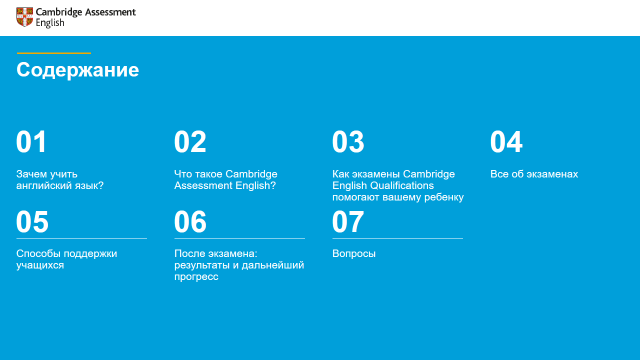 Cambridge Assessment
English
Содержание
01
Зачем учить
английский язык?
02
Что такое Cambridge
Assessment English?
03
Как экзамены Cambridge
English Qualifications
помогают вашему ребенку
04
Все об экзаменах
05
Способы поддержки
учащихся
06
После экзамена:
результаты и дальнейший
прогресс
07
Вопросы